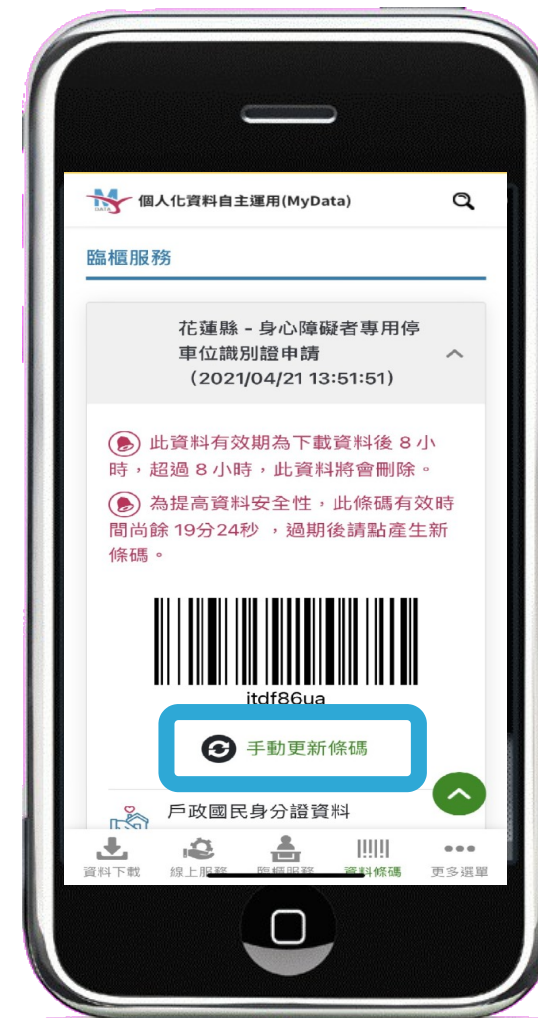 個人化資料自主運用(MyData)
臨櫃服務
花蓮縣 - 身心障礙者專用停
車位識別證申請
(2021/04/21 13:51:51)
此資料有效期為下載資料後 8 小
時，超過 8 小時，此資料將會刪除。
為提高資料安全性，此條碼有效時
間尚餘 19分24秒 ，過期後請點產生新
條碼。
itdf86ua
手動更新條碼
戶政國民身分證資料
資料下載 線上服務 臨櫃服務 資料條碼 更多選單